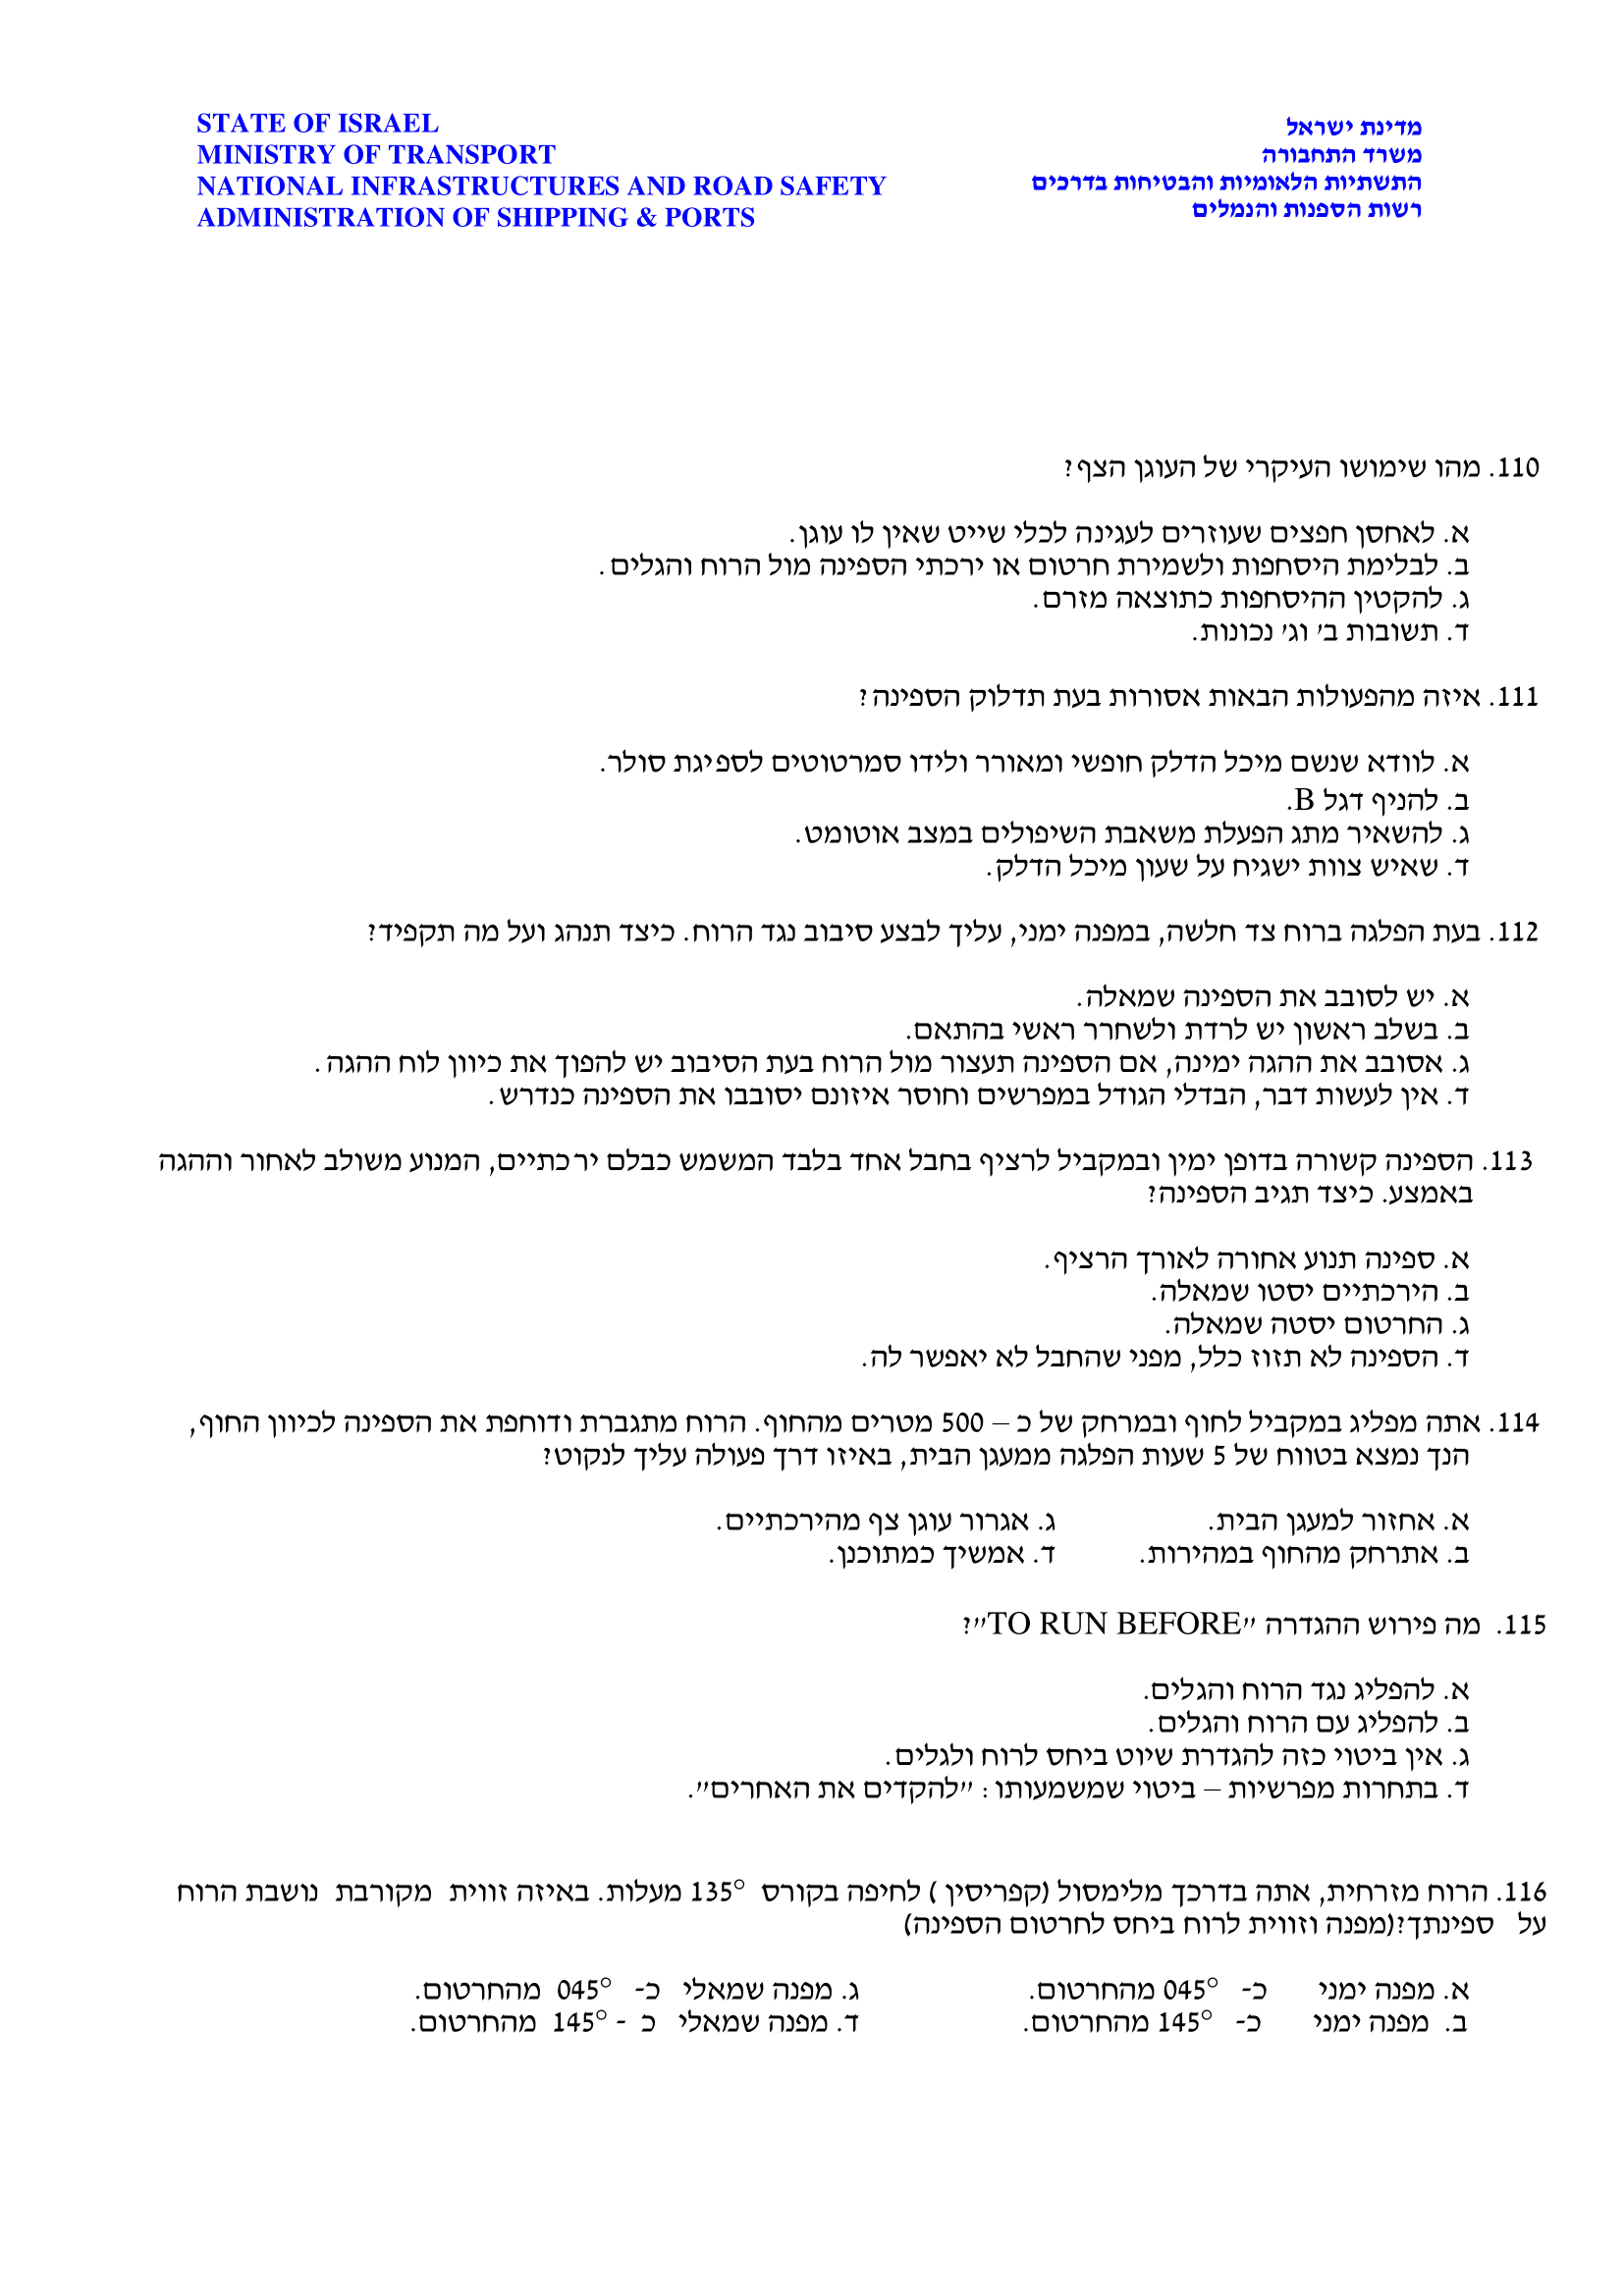 STATE OF ISRAEL
MINISTRY OF TRANSPORT
NATIONAL INFRASTRUCTURES AND ROAD SAFETY
ADMINISTRATION OF SHIPPING & PORTS
מדינת ישראל
משרד התחבורה
התשתיות הלאומיות והבטיחות בדרכים
רשות הספנות והנמלים
110. מהו שימושו העיקרי של העוגן הצף?
א. לאחסן חפצים שעוזרים לעגינה לכלי שייט שאין לו עוגן.
ב. לבלימת היסחפות ולשמירת חרטום או ירכתי הספינה מול הרוח והגלים.
ג. להקטין ההיסחפות כתוצאה מזרם.
ד. תשובות ב' וג' נכונות.
111. איזה מהפעולות הבאות אסורות בעת תדלוק הספינה?
א. לוודא שנשם מיכל הדלק חופשי ומאורר ולידו סמרטוטים לספיגת סולר.
ב. להניף דגל B.
ג. להשאיר מתג הפעלת משאבת השיפולים במצב אוטומט.
ד. שאיש צוות ישגיח על שעון מיכל הדלק.
112. בעת הפלגה ברוח צד חלשה, במפנה ימני, עליך לבצע סיבוב נגד הרוח. כיצד תנהג ועל מה תקפיד?
א. יש לסובב את הספינה שמאלה.
ב. בשלב ראשון יש לרדת ולשחרר ראשי בהתאם.
ג. אסובב את ההגה ימינה, אם הספינה תעצור מול הרוח בעת הסיבוב יש להפוך את כיוון לוח ההגה.
ד. אין לעשות דבר, הבדלי הגודל במפרשים וחוסר איזונם יסובבו את הספינה כנדרש.
113. הספינה קשורה בדופן ימין ובמקביל לרציף בחבל אחד בלבד המשמש כבלם ירכתיים, המנוע משולב לאחור וההגה
באמצע. כיצד תגיב הספינה?
א. ספינה תנוע אחורה לאורך הרציף.
ב. הירכתיים יסטו שמאלה.
ג. החרטום יסטה שמאלה.
ד. הספינה לא תזוז כלל, מפני שהחבל לא יאפשר לה.
114. אתה מפליג במקביל לחוף ובמרחק של כ – 500 מטרים מהחוף. הרוח מתגברת ודוחפת את הספינה לכיוון החוף,
הנך נמצא בטווח של 5 שעות הפלגה ממעגן הבית, באיזו דרך פעולה עליך לנקוט?
א. אחזור למעגן הבית. ג. אגרור עוגן צף מהירכתיים.
ב. אתרחק מהחוף במהירות. ד. אמשיך כמתוכנן.
115. מה פירוש ההגדרה "TO RUN BEFORE"?
א. להפליג נגד הרוח והגלים.
ב. להפליג עם הרוח והגלים.
ג. אין ביטוי כזה להגדרת שיוט ביחס לרוח ולגלים.
ד. בתחרות מפרשיות – ביטוי שמשמעותו: "להקדים את האחרים".
116. הרוח מזרחית, אתה בדרכך מלימסול (קפריסין) לחיפה בקורס 135° מעלות. באיזה זווית מקורבת נושבת הרוח
על ספינתך?(מפנה וזווית לרוח ביחס לחרטום הספינה)
א. מפנה ימני כ- 045° מהחרטום. ג. מפנה שמאלי כ- 045° מהחרטום.
ב. מפנה ימני כ- 145° מהחרטום. ד. מפנה שמאלי כ - 145° מהחרטום.